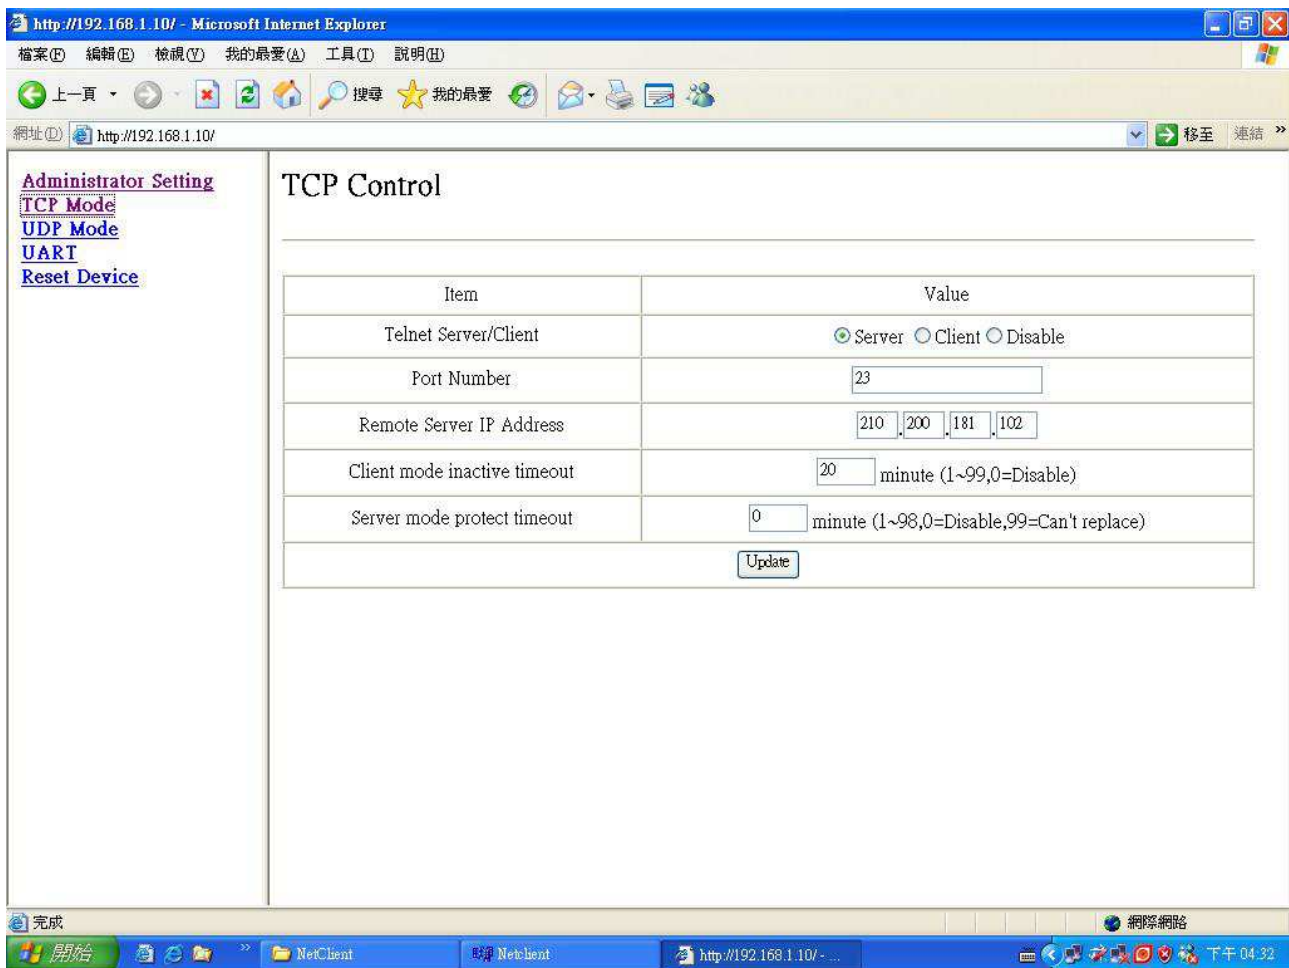 http://192.168.1.10/ - Microsoft Internet Explorer
檔案(F) 編輯(E) 檢視(V) 我的最愛(A) 工具(T) 說明(H)
上一頁 搜尋 我的最愛
網址(D) http://192.168.1.10/ 移至 連結 »
Administrator Setting
TCP Mode
UDP Mode
UART
Reset Device
TCP Control
Item Value
Telnet Server/Client Server Client Disable
Port Number 23
Remote Server IP Address 210 . 200 . 181 . 102
Client mode inactive timeout 20 minute (1~99,0=Disable)
Server mode protect timeout 0 minute (1~98,0=Disable,99=Can't replace)
Update
完成 網際網路
開始 » NetClient Netclient http://192.168.1.10/ - ... 下午 04:32